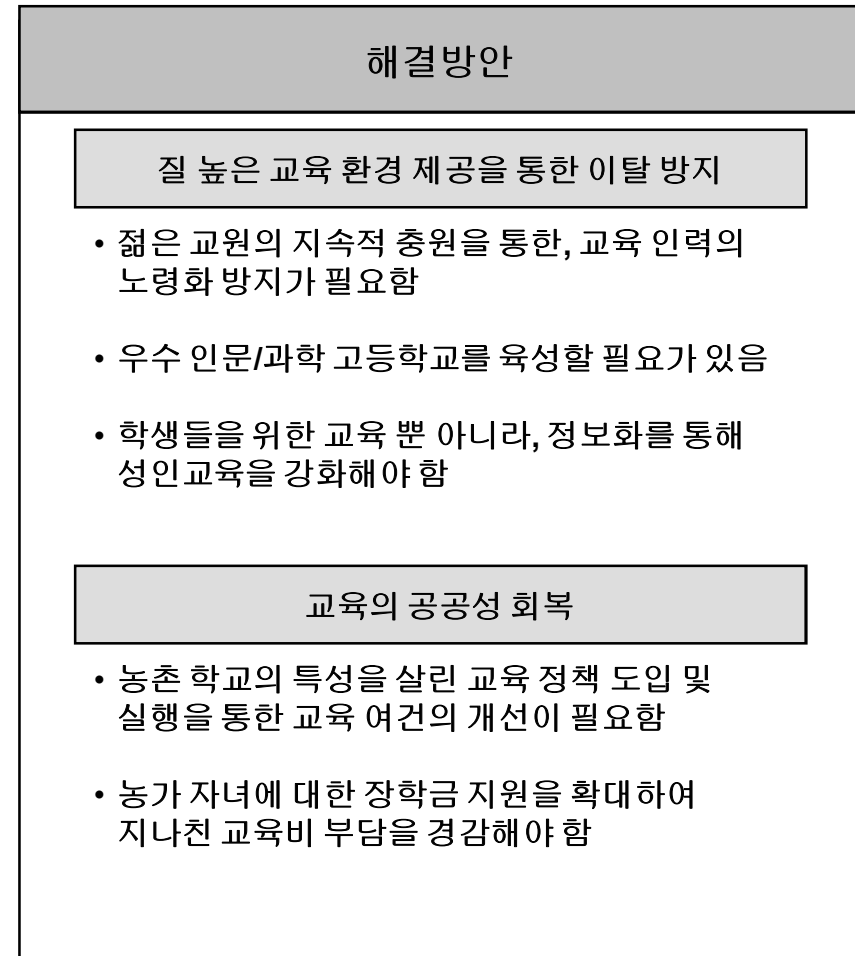 해결방안
질 높은 교육 환경 제공을 통한 이탈 방지
• 젊은 교원의 지속적 충원을 통한, 교육 인력의
노령화 방지가 필요함
• 우수 인문/과학 고등학교를 육성할 필요가 있음
• 학생들을 위한 교육 뿐 아니라, 정보화를 통해
성인교육을 강화해야 함
교육의 공공성 회복
• 농촌 학교의 특성을 살린 교육 정책 도입 및
실행을 통한 교육 여건의 개선이 필요함
• 농가 자녀에 대한 장학금 지원을 확대하여
지나친 교육비 부담을 경감해야 함